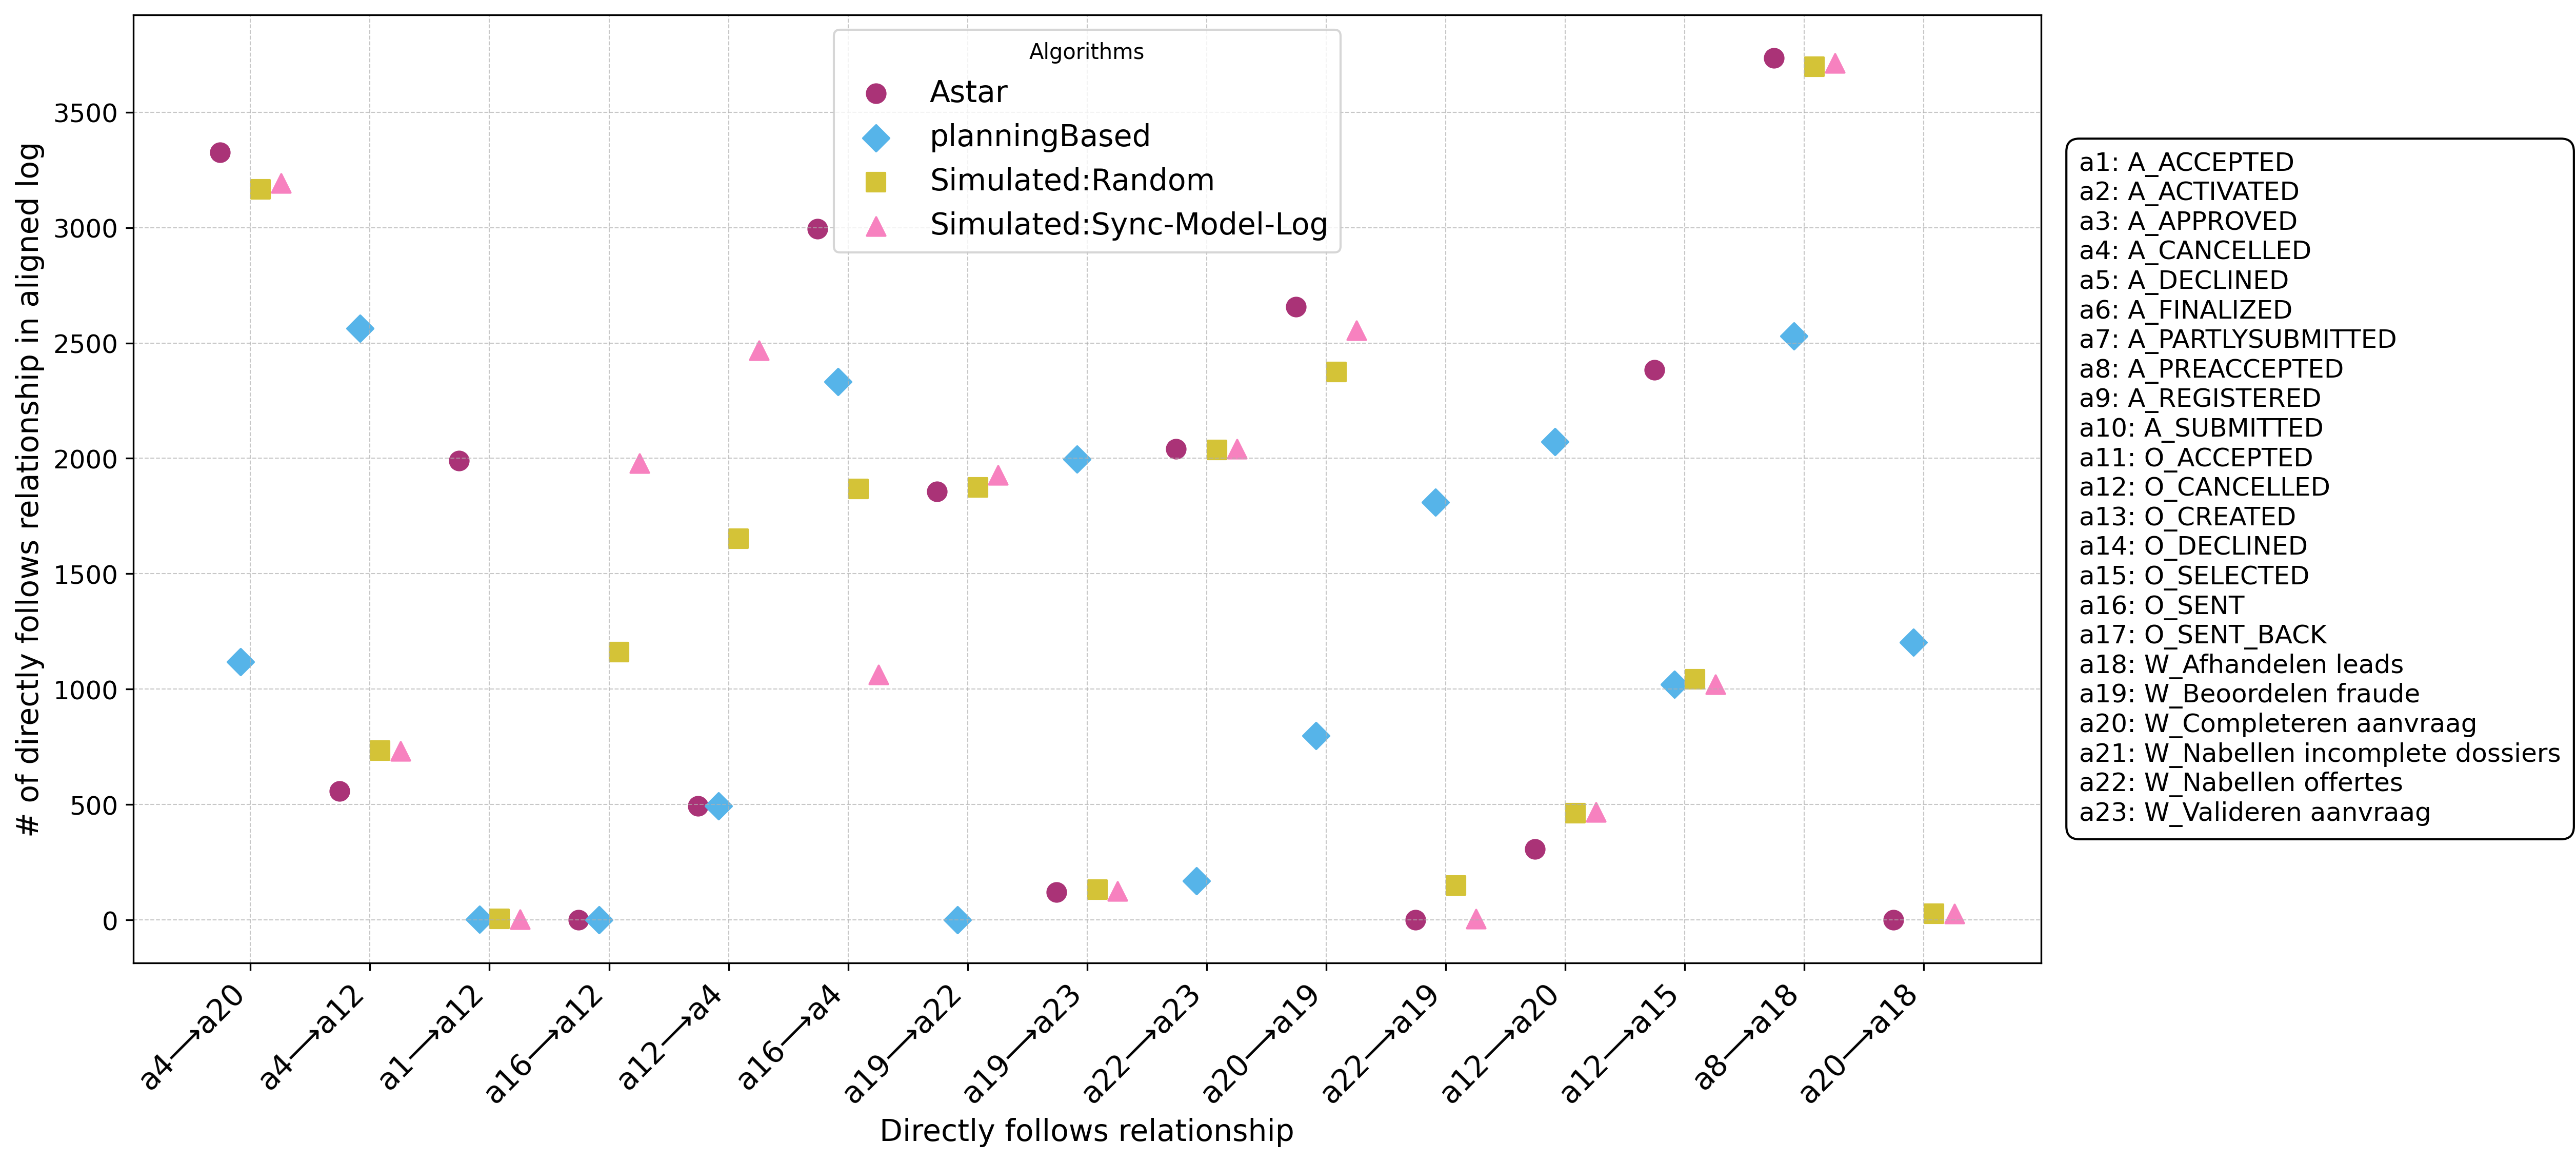 Algorithms
Astar
planningBased
Simulated:Random
Simulated:Sync-Model-Log
# of directly follows relationship in aligned log
3500
3000
2500
2000
1500
1000
500
0
a4→a20
a4→a12
a1→a12
a16→a12
a12→a4
a16→a4
a19→a22
a19→a23
a22→a23
a20→a19
a22→a19
a12→a20
a12→a15
a8→a18
a20→a18
Directly follows relationship
a1: A_ACCEPTED
a2: A_ACTIVATED
a3: A_APPROVED
a4: A_CANCELLED
a5: A_DECLINED
a6: A_FINALIZED
a7: A_PARTLYSUBMITTED
a8: A_PREACCEPTED
a9: A_REGISTERED
a10: A_SUBMITTED
a11: O_ACCEPTED
a12: O_CANCELLED
a13: O_CREATED
a14: O_DECLINED
a15: O_SELECTED
a16: O_SENT
a17: O_SENT_BACK
a18: W_Afhandelen leads
a19: W_Beoordelen fraude
a20: W_Completeren aanvraag
a21: W_Nabellen incomplete dossiers
a22: W_Nabellen offertes
a23: W_Valideren aanvraag